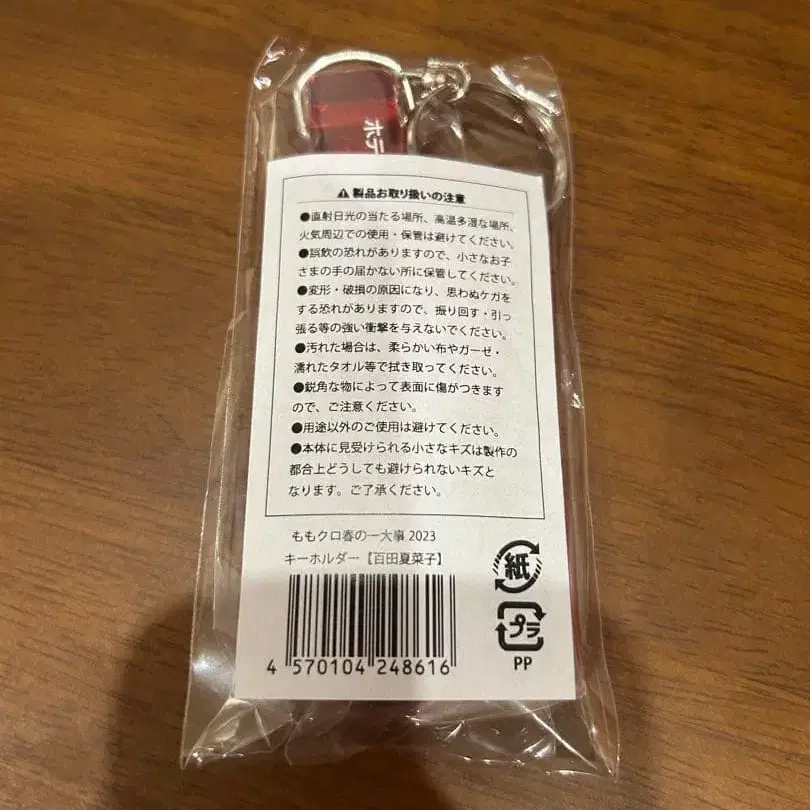 ホテ
⚠製品お取り扱いの注意
●直射日光の当たる場所、高温多湿な場所、
火気周辺での使用・保管は避けてください。
●誤飲の恐れがありますので、小さなお子
さまの手の届かない所に保管してください。
●変形・破損の原因になり、思わぬケガを
する恐れがありますので、振り回す・引っ
張る等の強い衝撃を与えないでください。
●汚れた場合は、柔らかい布やガーゼ・
濡れたタオル等で拭き取ってください。
●鋭角な物によって表面に傷がつきます
ので、ご注意ください。
●用途以外のご使用は避けてください。
●本体に見受けられる小さなキズは製作の
都合上どうしても避けられないキズと
なります。ご了承ください。
ももクロ春の一大事 2023
キーホルダー【百田夏菜子】
4 570104 248616
紙
プラ
PP